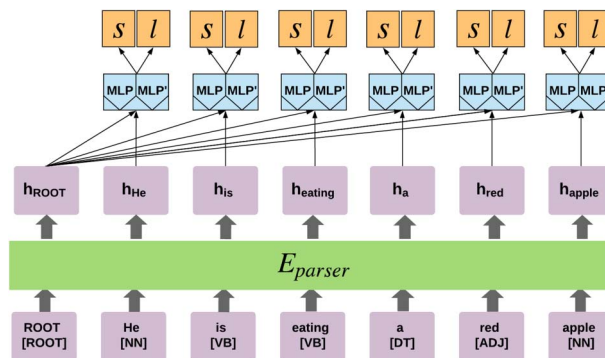 s l s l s l s l s l s l
MLP MLP' MLP MLP' MLP MLP' MLP MLP' MLP MLP' MLP MLP'
hROOT hHe his heating ha hred happle
Eparser
ROOT He is eating a red apple
[ROOT] [NN] [VB] [VB] [DT] [ADJ] [NN]